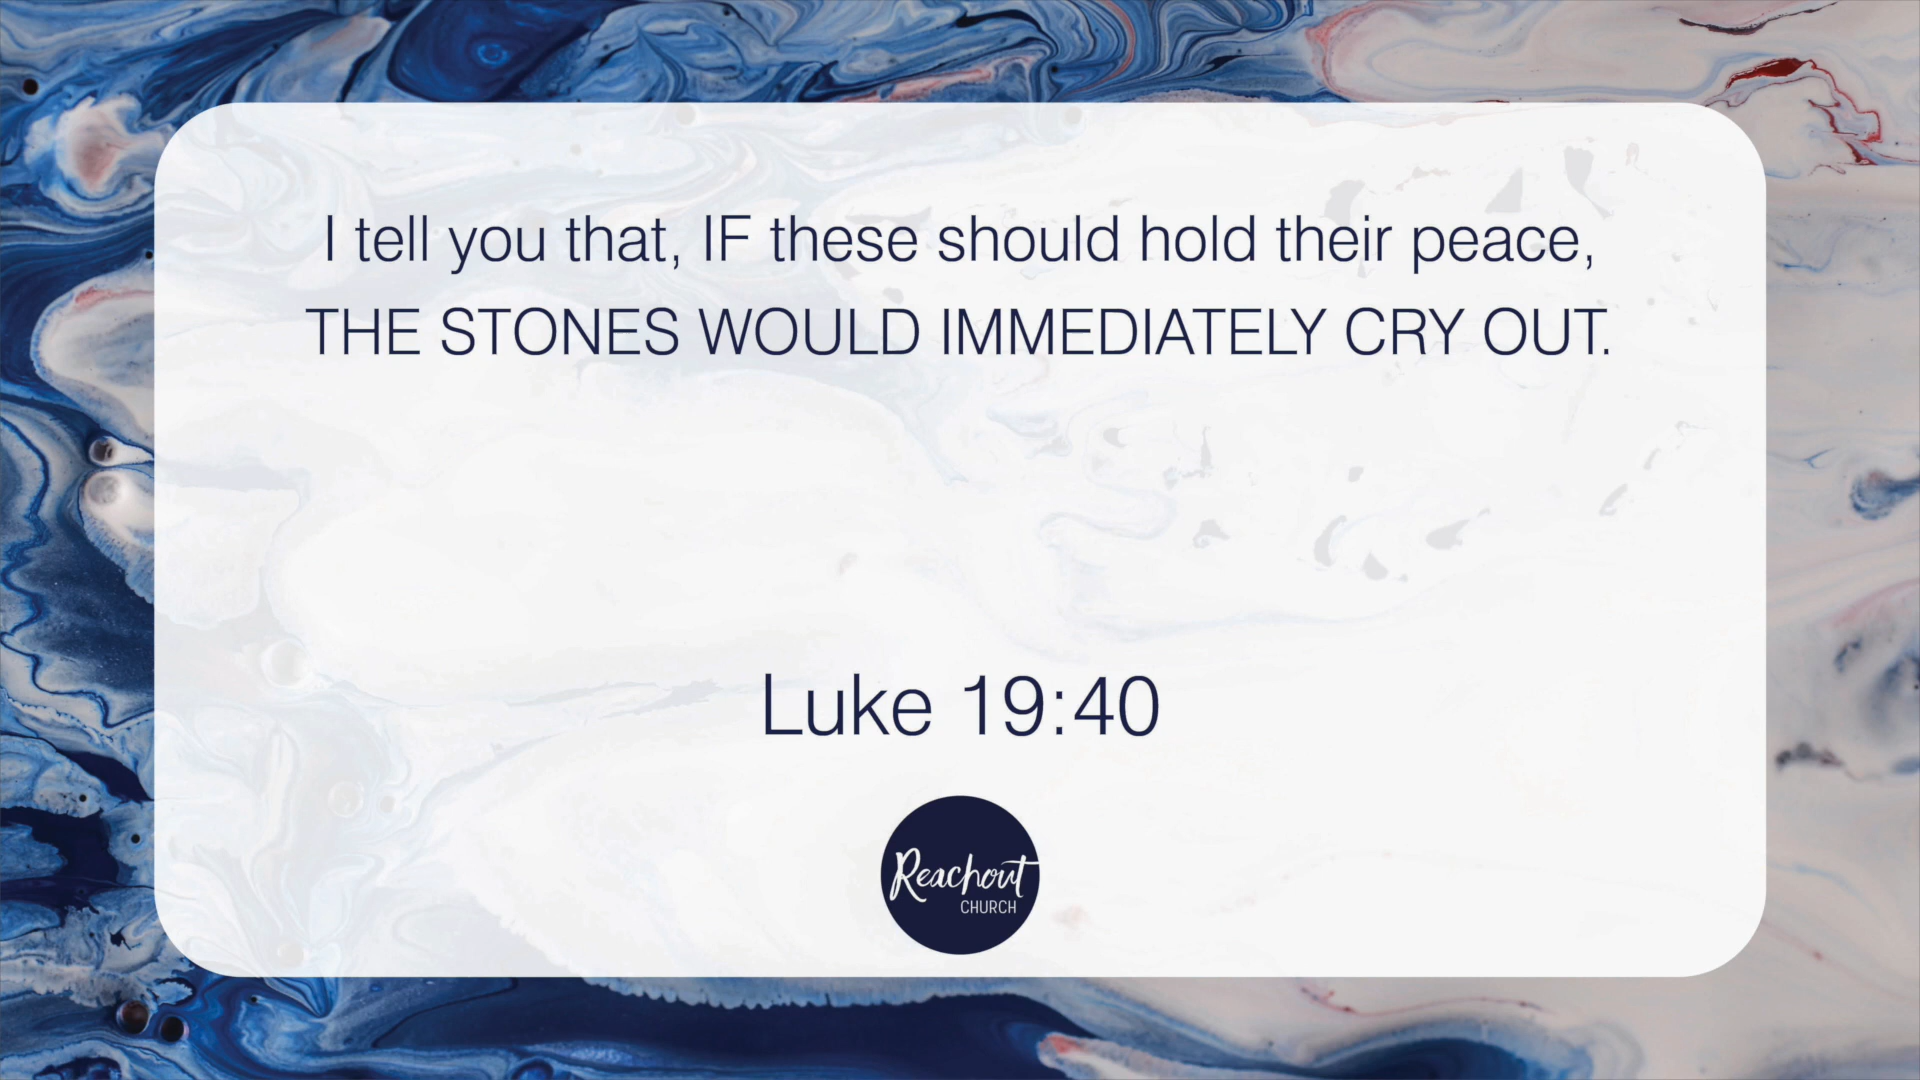 I tell you that, IF these should hold their peace,
THE STONES WOULD IMMEDIATELY CRY OUT.
Luke 19:40
Reachout
CHURCH